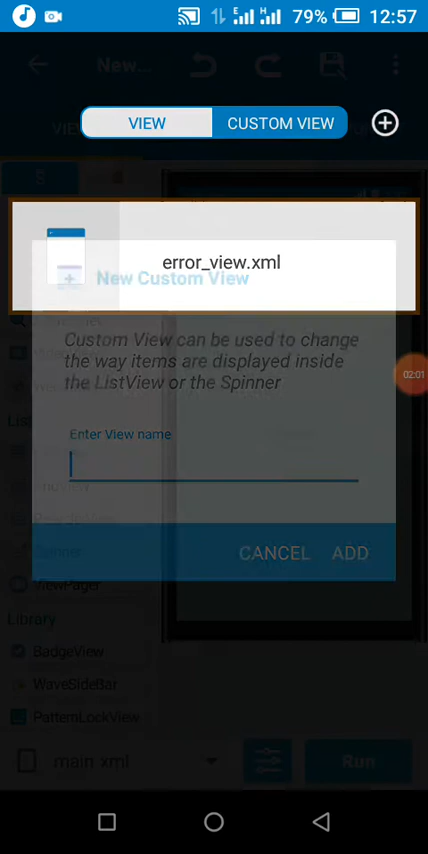 E H 79% 12:57
New...
VIEW CUSTOM VIEW
error_view.xml
New Custom View
Custom View can be used to change
the way items are displayed inside
the ListView or the Spinner
02:01
Enter View name
Spinner
CANCEL ADD
ViewPager
Library
BadgeView
WaveSideBar
PatternLockView
main xml
Run